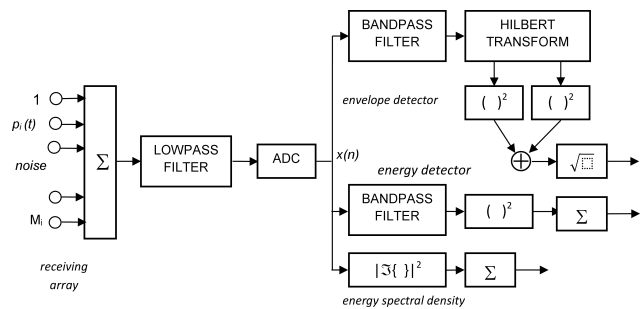 BANDPASS
FILTER
HILBERT
TRANSFORM
envelope detector
( )²
( )²
1
pᵢ(t)
noise
Mᵢ
Σ
LOWPASS
FILTER
ADC
x(n)
+
√
energy detector
BANDPASS
FILTER
( )²
Σ
|ℑ{ }|²
Σ
receiving
array
energy spectral density